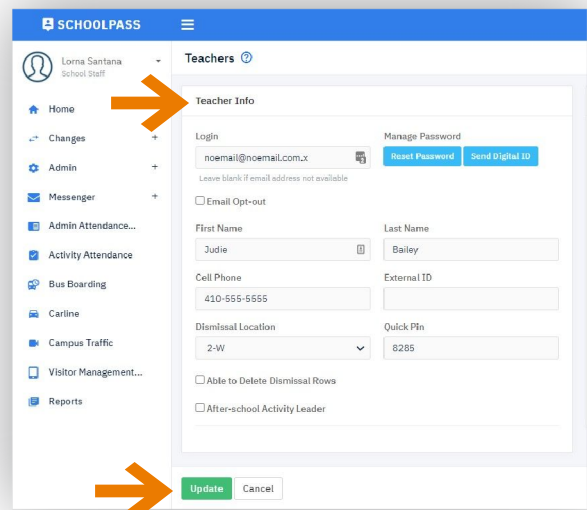 SCHOOLPASS
Lorna Santana
School Staff
Home
Changes +
Admin +
Messenger +
Admin Attendance...
Activity Attendance
Bus Boarding
Carline
Campus Traffic
Visitor Management...
Reports
Teachers ?
Teacher Info
Login
noemail@noemail.com.x
Leave blank if email address not available
Manage Password
Reset Password Send Digital ID
Email Opt-out
First Name Last Name
Judie Bailey
Cell Phone External ID
410-555-5555
Dismissal Location Quick Pin
2-W 8285
Able to Delete Dismissal Rows
After-school Activity Leader
Update Cancel